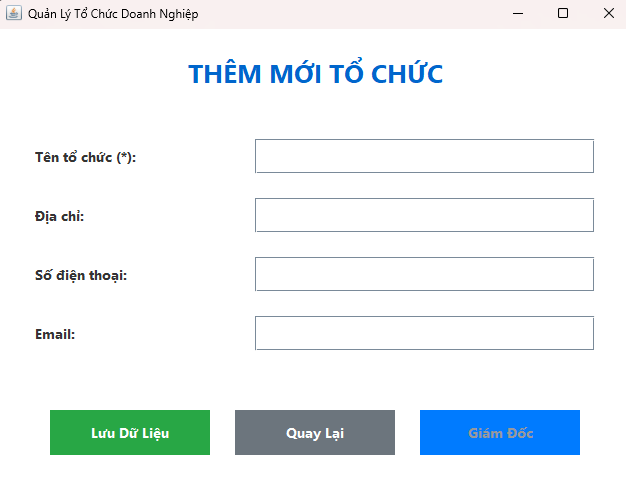 Quản Lý Tổ Chức Doanh Nghiệp
THÊM MỚI TỔ CHỨC
Tên tổ chức (*):
Địa chỉ:
Số điện thoại:
Email:
Lưu Dữ Liệu
Quay Lại
Giám Đốc